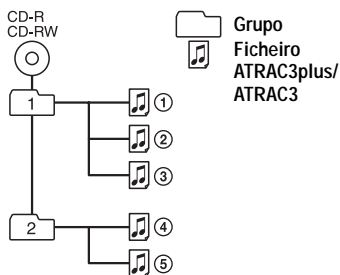 CD-R
CD-RW
Grupo
Ficheiro
ATRAC3plus/
ATRAC3
1
①
②
③
2
④
⑤